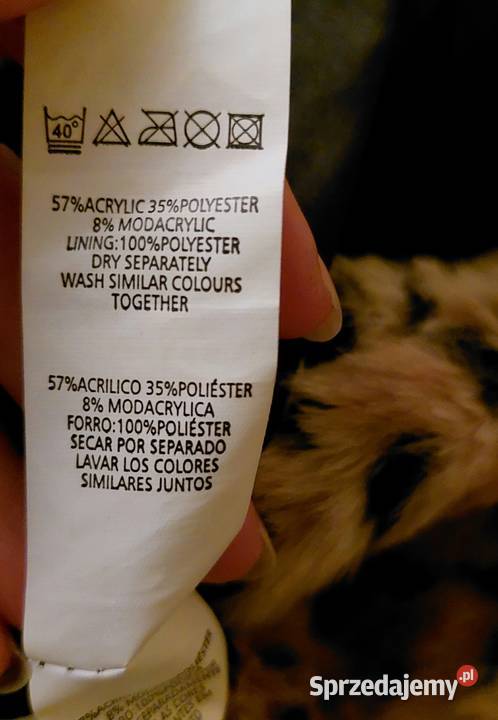 40°
57%ACRYLIC 35%POLYESTER
8% MODACRYLIC
LINING:100%POLYESTER
DRY SEPARATELY
WASH SIMILAR COLOURS
TOGETHER
57%ACRILICO 35%POLIÉSTER
8% MODACRYLICA
FORRO:100%POLIÉSTER
SECAR POR SEPARADO
LAVAR LOS COLORES
SIMILARES JUNTOS
Sprzedajemy.pl